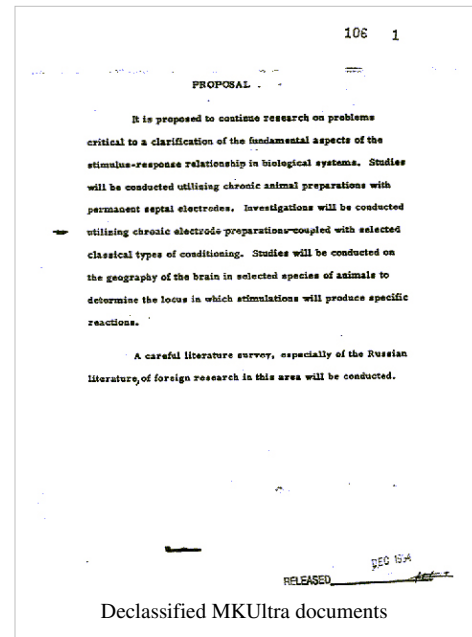 106 1
PROPOSAL
It is proposed to continue research on problems
critical to a clarification of the fundamental aspects of the
stimulus-response relationship in biological systems. Studies
will be conducted utilizing chronic animal preparations with
permanent septal electrodes. Investigations will be conducted
utilizing chronic electrode preparations coupled with selected
classical types of conditioning. Studies will be conducted on
the geography of the brain in selected species of animals to
determine the locus in which stimulations will produce specific
reactions.
A careful literature survey, especially of the Russian
literature, of foreign research in this area will be conducted.
DEC
RELEASED
Declassified MKUltra documents